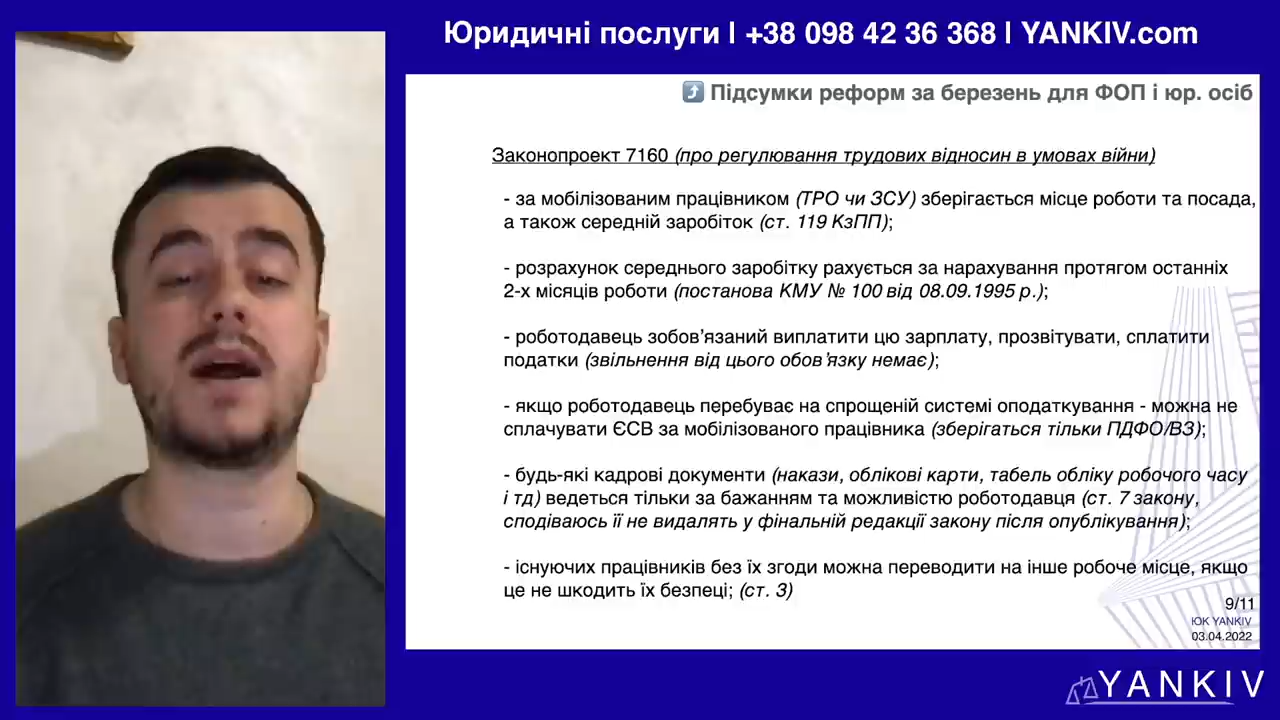 Юридичні послуги | +38 098 42 36 368 | YANKIV.com
Підсумки реформ за березень для ФОП і юр. осіб
Законопроект 7160 (про регулювання трудових відносин в умовах війни)
- за мобілізованим працівником (ТРО чи ЗСУ) зберігається місце роботи та посада,
а також середній заробіток (ст. 119 КзПП);
- розрахунок середнього заробітку рахується за нарахування протягом останніх
2-х місяців роботи (постанова КМУ № 100 від 08.09.1995 р.);
- роботодавець зобов’язаний виплатити цю зарплату, прозвітувати, сплатити
податки (звільнення від цього обов’язку немає);
- якщо роботодавець перебуває на спрощеній системі оподаткування - можна не
сплачувати ЄСВ за мобілізованого працівника (зберігаться тільки ПДФО/ВЗ);
- будь-які кадрові документи (накази, облікові карти, табель обліку робочого часу
і тд) ведеться тільки за бажанням та можливістю роботодавця (ст. 7 закону,
сподіваюсь її не видалять у фінальній редакції закону після опублікування);
- існуючих працівників без їх згоди можна переводити на інше робоче місце, якщо
це не шкодить їх безпеці; (ст. 3)
9/11
ЮК YANKIV
03.04.2022
YANKIV